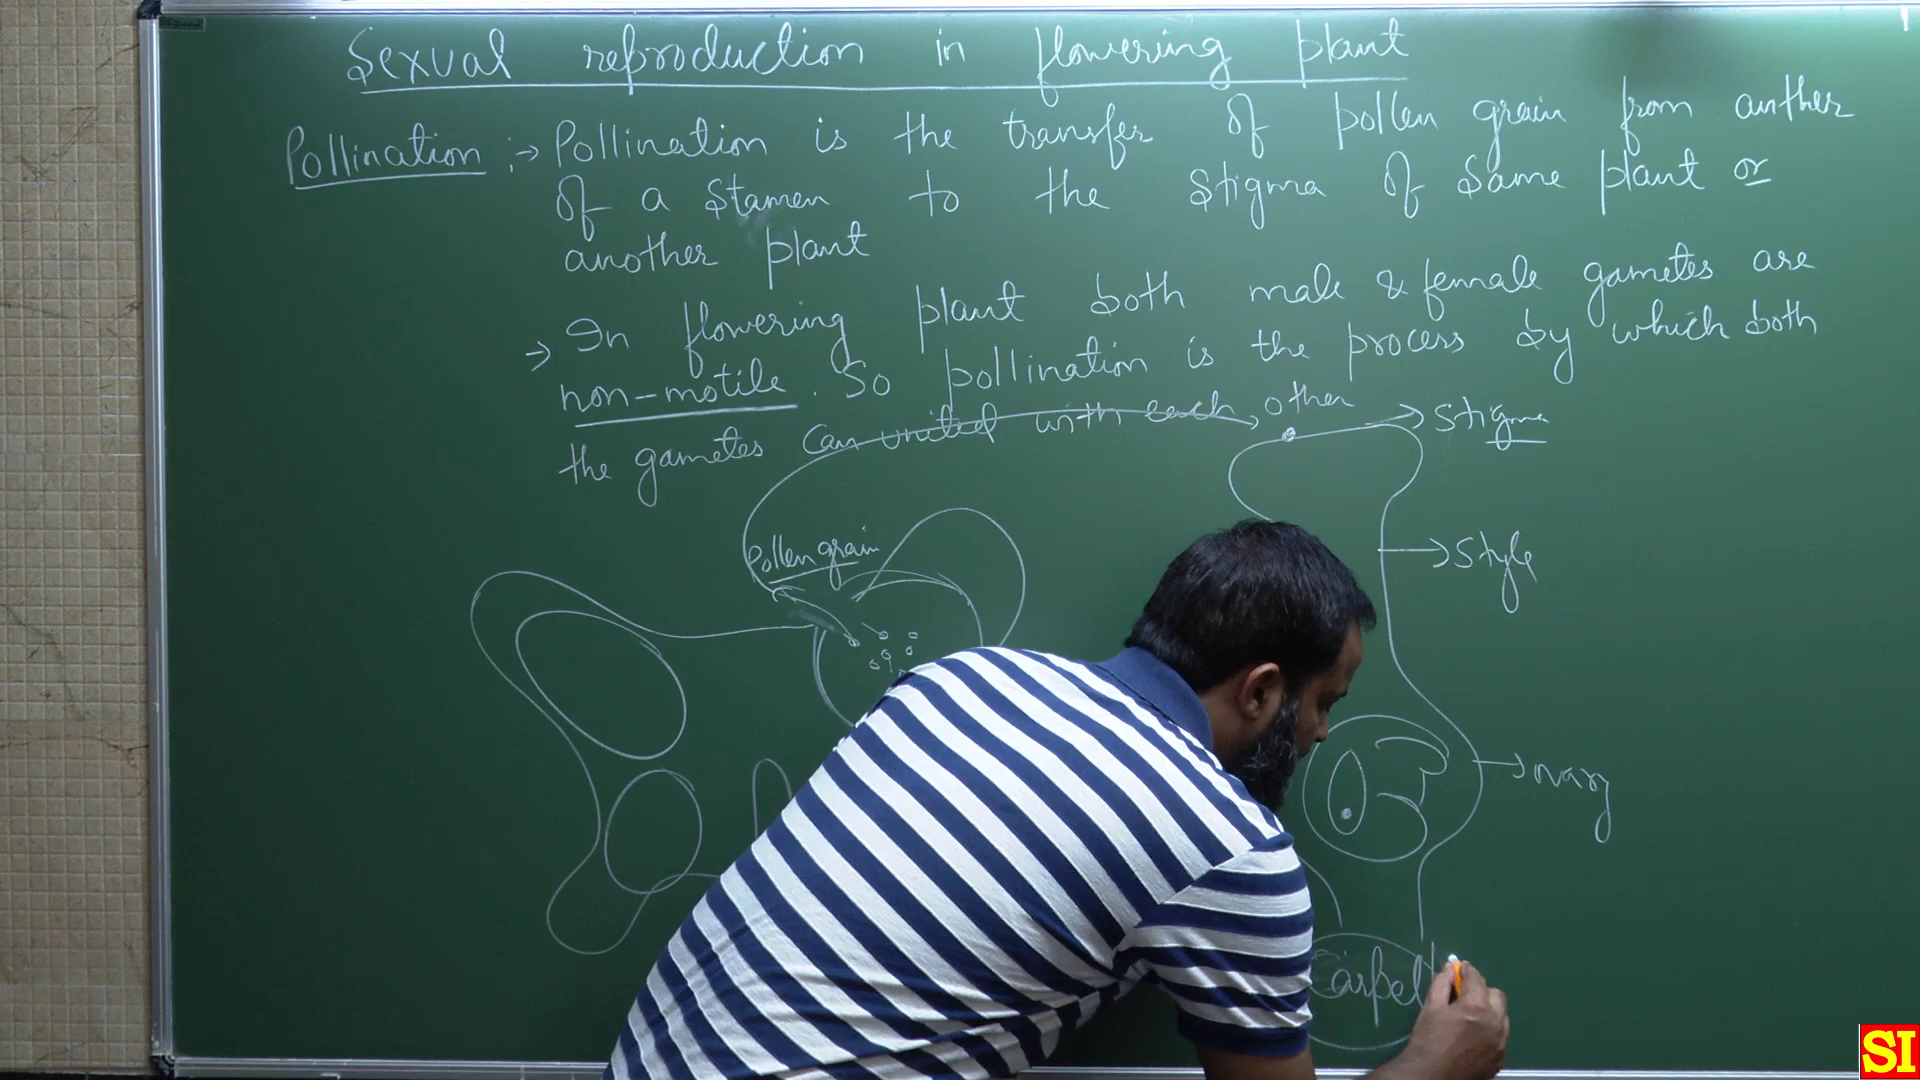 Sexual reproduction in flowering plant
Pollination :→ Pollination is the transfer of pollen grain from anther
of a stamen to the stigma of same plant or
another plant
→ In flowering plant both male & female gametes are
non-motile. So pollination is the process by which both
the gametes can united with each other
→ Stigma
Pollen grain
→ Style
→ ovary
Carpel
SI